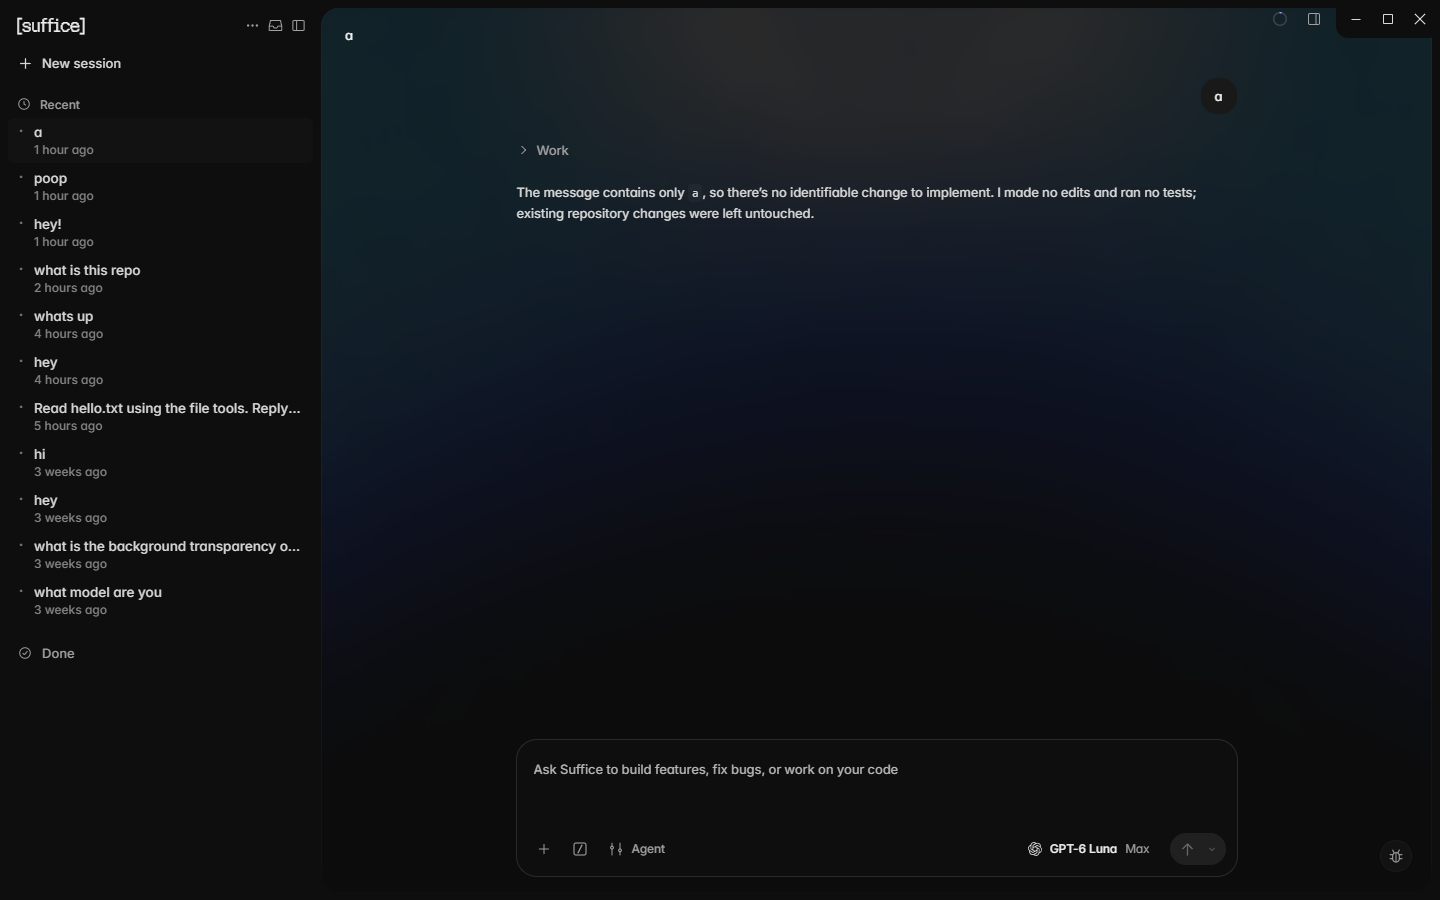 [suffice]
New session
Recent
a
1 hour ago
poop
1 hour ago
hey!
1 hour ago
what is this repo
2 hours ago
whats up
4 hours ago
hey
4 hours ago
Read hello.txt using the file tools. Reply...
5 hours ago
hi
3 weeks ago
hey
3 weeks ago
what is the background transparency o...
3 weeks ago
what model are you
3 weeks ago
Done
a
a
Work
The message contains only a, so there’s no identifiable change to implement. I made no edits and ran no tests;
existing repository changes were left untouched.
Ask Suffice to build features, fix bugs, or work on your code
Agent
GPT-6 Luna Max